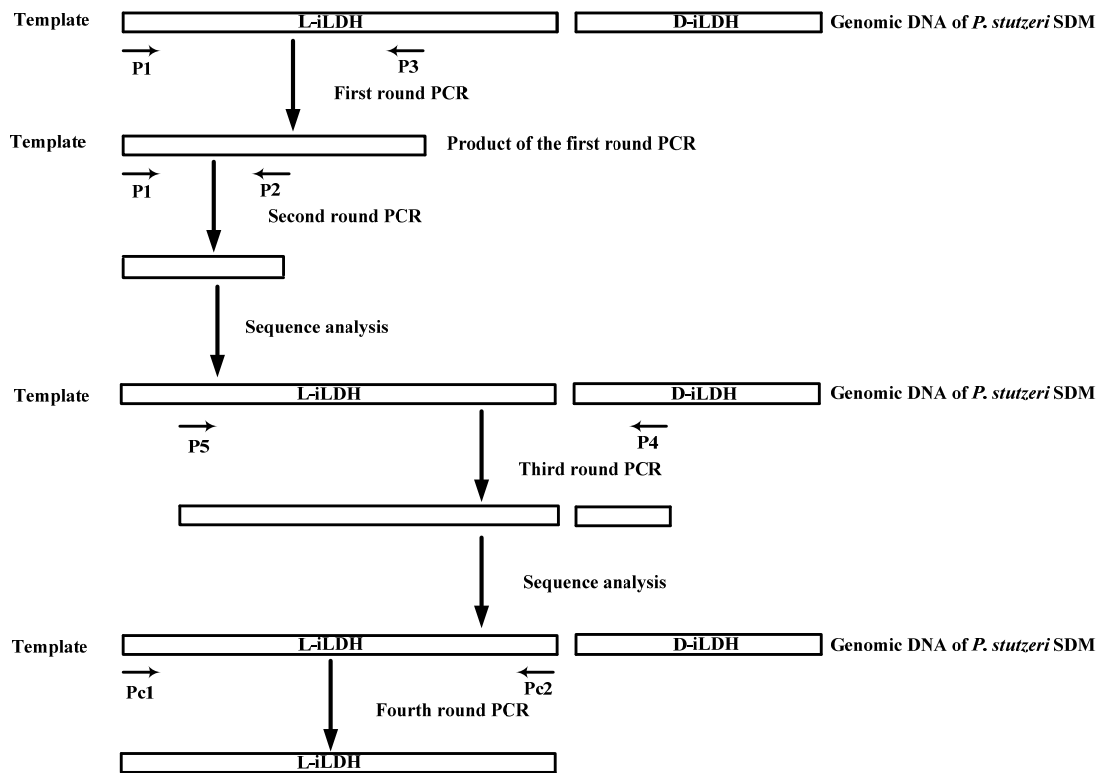 Template L-iLDH D-iLDH Genomic DNA of P. stutzeri SDM
P1 P3
First round PCR
Template Product of the first round PCR
P1 P2
Second round PCR
Sequence analysis
Template L-iLDH D-iLDH Genomic DNA of P. stutzeri SDM
P5 P4
Third round PCR
Sequence analysis
Template L-iLDH D-iLDH Genomic DNA of P. stutzeri SDM
Pc1 Pc2
Fourth round PCR
L-iLDH